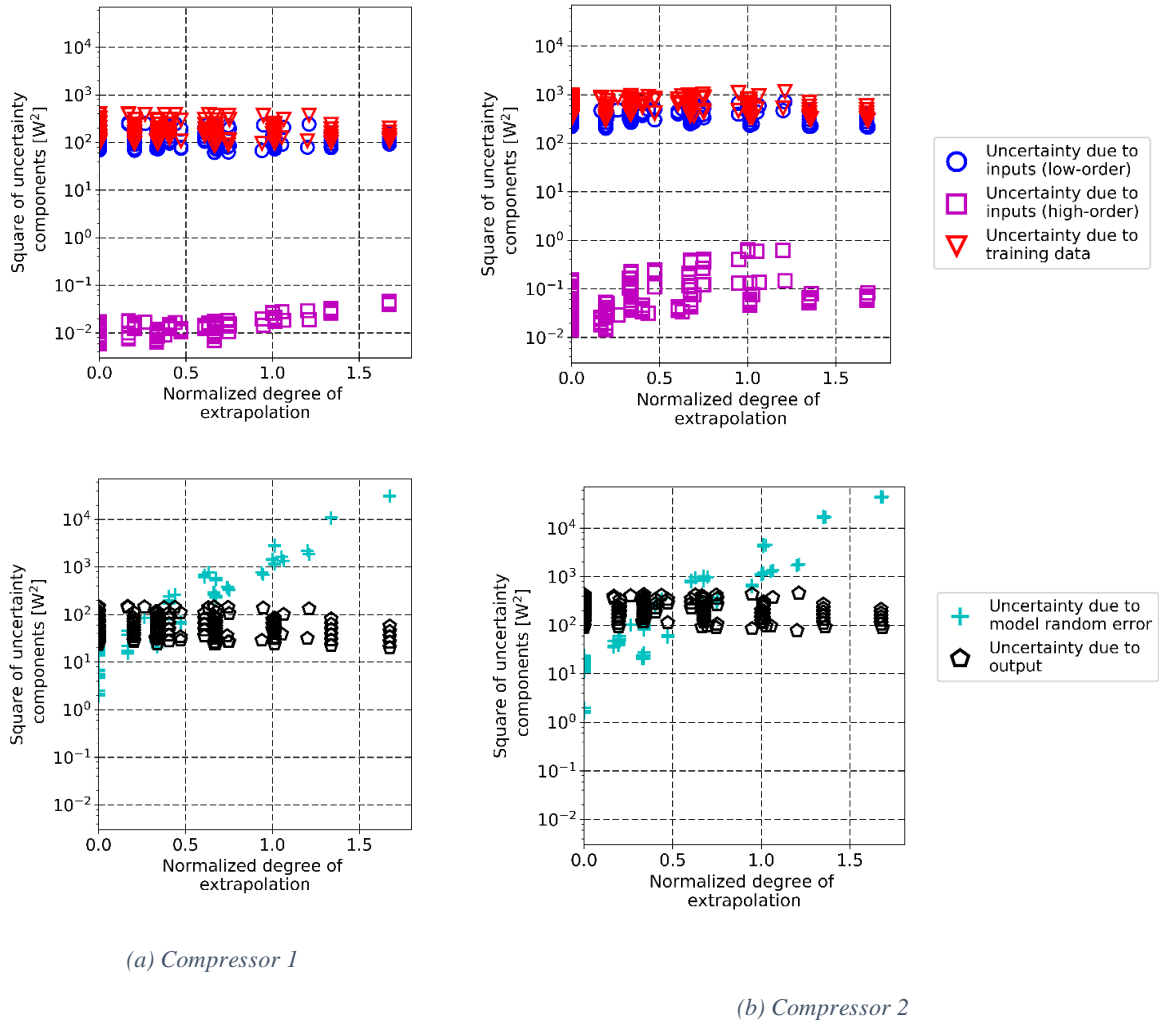 Square of uncertainty
components [W²]
10⁴
10³
10²
10¹
10⁰
10⁻¹
10⁻²
0.0
0.5
1.0
1.5
Normalized degree of
extrapolation
Square of uncertainty
components [W²]
10⁴
10³
10²
10¹
10⁰
10⁻¹
10⁻²
0.0
0.5
1.0
1.5
Normalized degree of
extrapolation
Uncertainty due to
inputs (low-order)
Uncertainty due to
inputs (high-order)
Uncertainty due to
training data
Square of uncertainty
components [W²]
10⁴
10³
10²
10¹
10⁰
10⁻¹
10⁻²
0.0
0.5
1.0
1.5
Normalized degree of
extrapolation
Square of uncertainty
components [W²]
10⁴
10³
10²
10¹
10⁰
10⁻¹
10⁻²
0.0
0.5
1.0
1.5
Normalized degree of
extrapolation
Uncertainty due to
model random error
Uncertainty due to
output
(a) Compressor 1
(b) Compressor 2